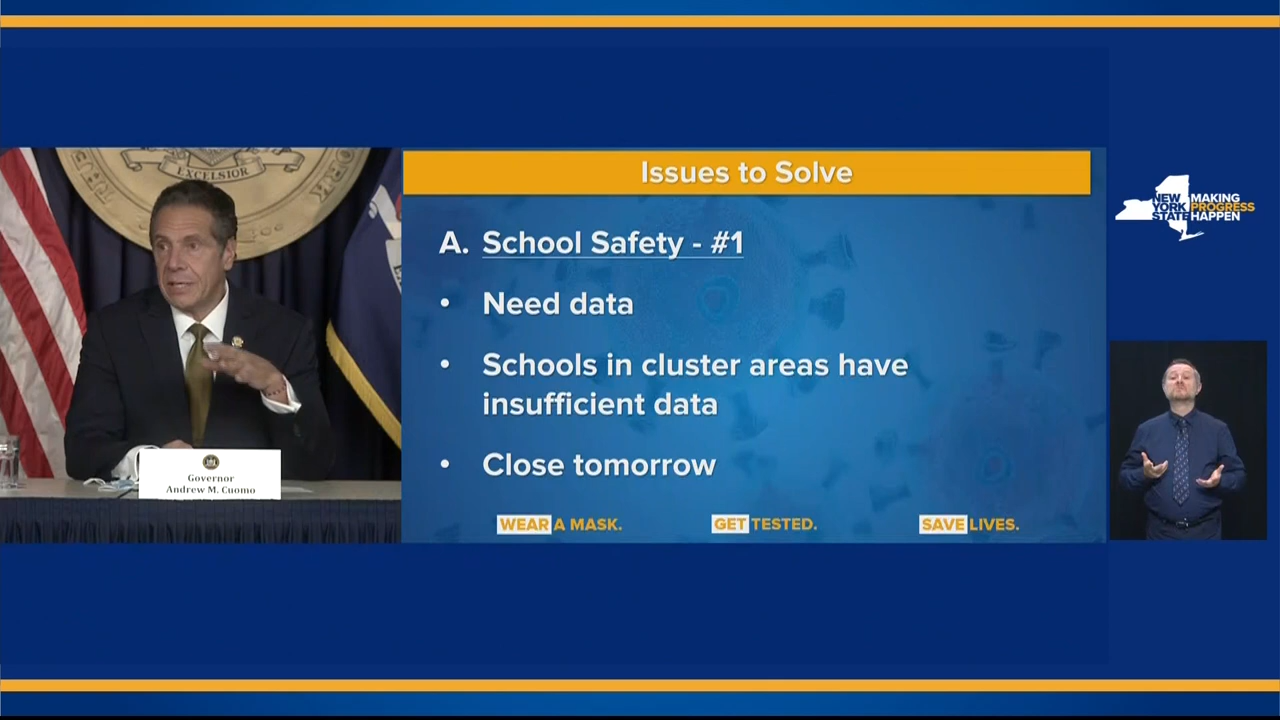 EXCELSIOR
Governor
Andrew M. Cuomo
Issues to Solve
A. School Safety - #1
• Need data
• Schools in cluster areas have
insufficient data
• Close tomorrow
WEAR A MASK. GET TESTED. SAVE LIVES.
NEW YORK STATE
MAKING
PROGRESS
HAPPEN